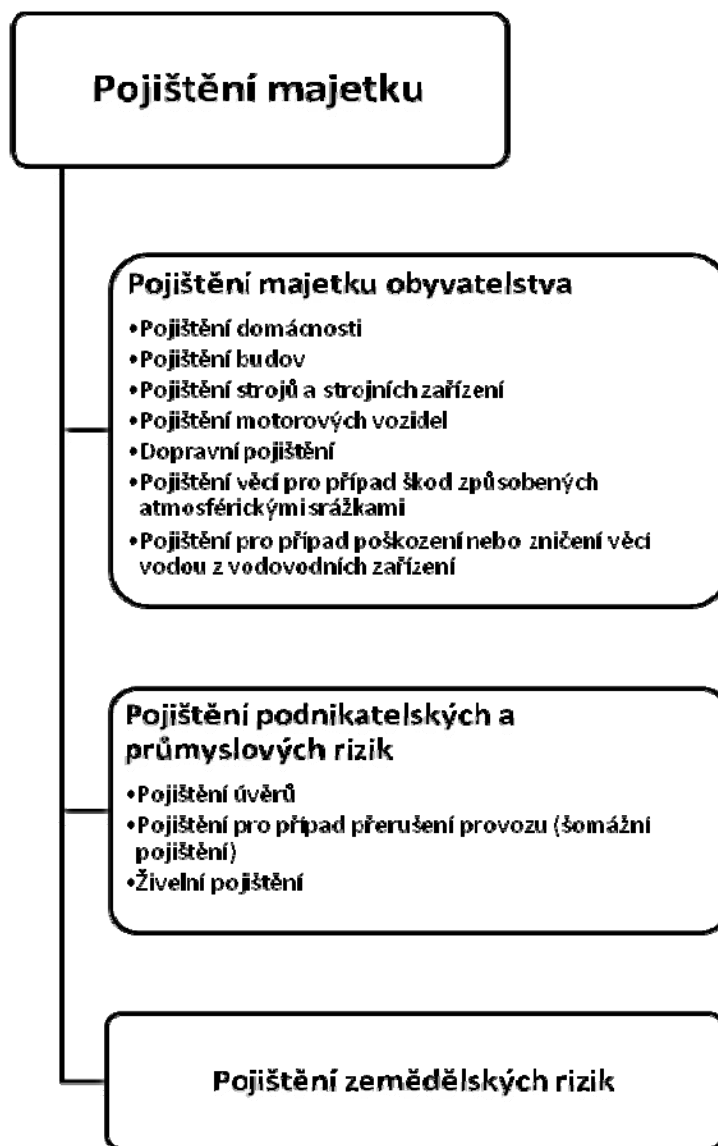 Pojištění majetku
Pojištění majetku obyvatelstva
•Pojištění domácnosti
•Pojištění budov
•Pojištění strojů a strojních zařízení
•Pojištění motorových vozidel
•Dopravní pojištění
•Pojištění věcí pro případ škod způsobených
atmosférickými srážkami
•Pojištění pro případ poškození nebo zničení věcí
vodou z vodovodních zařízení
Pojištění podnikatelských a
průmyslových rizik
•Pojištění úvěrů
•Pojištění pro případ přerušení provozu (šomážní
pojištění)
•Živelní pojištění
Pojištění zemědělských rizik